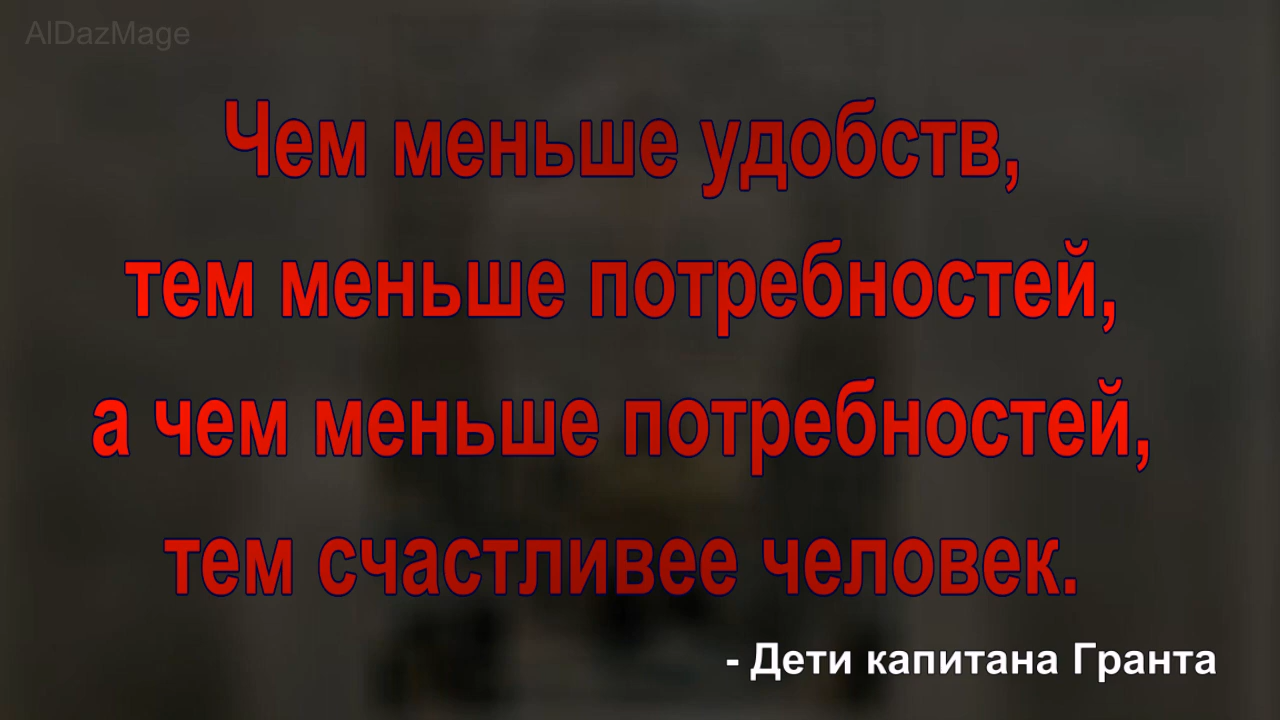 AlDazMage
Чем меньше удобств,
тем меньше потребностей,
а чем меньше потребностей,
тем счастливее человек.
- Дети капитана Гранта